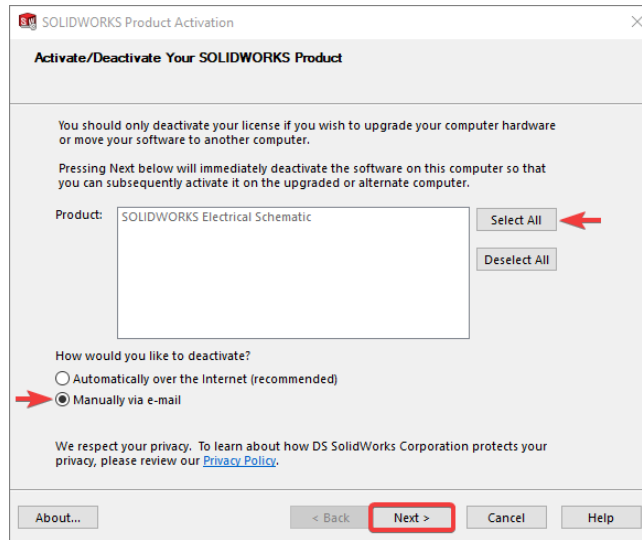 SOLIDWORKS Product Activation
Activate/Deactivate Your SOLIDWORKS Product
You should only deactivate your license if you wish to upgrade your computer hardware
or move your software to another computer.
Pressing Next below will immediately deactivate the software on this computer so that
you can subsequently activate it on the upgraded or alternate computer.
Product: SOLIDWORKS Electrical Schematic
Select All
Deselect All
How would you like to deactivate?
Automatically over the Internet (recommended)
Manually via e-mail
We respect your privacy. To learn about how DS SolidWorks Corporation protects your
privacy, please review our Privacy Policy.
About... < Back Next > Cancel Help